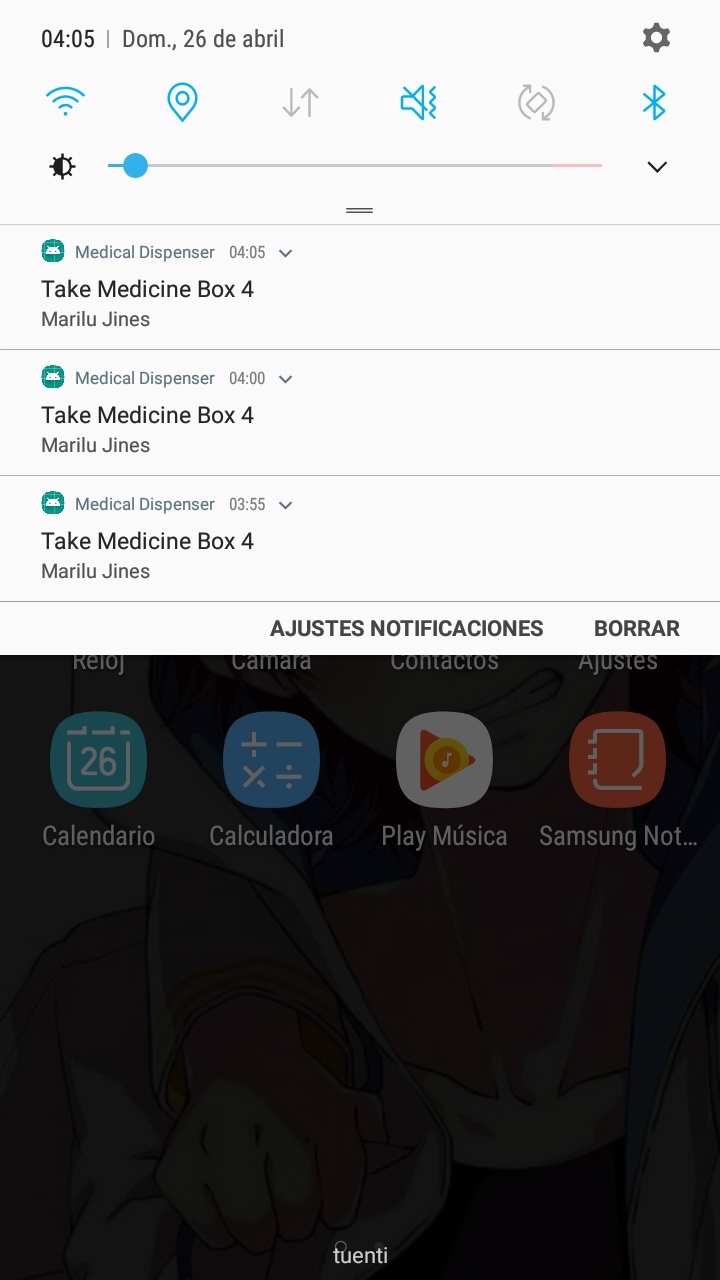 04:05 | Dom., 26 de abril
Medical Dispenser 04:05
Take Medicine Box 4
Marilu Jines
Medical Dispenser 04:00
Take Medicine Box 4
Marilu Jines
Medical Dispenser 03:55
Take Medicine Box 4
Marilu Jines
AJUSTES NOTIFICACIONES BORRAR
Reloj Cámara Contactos Ajustes
26
Calendario Calculadora Play Música Samsung Not...
tuenti